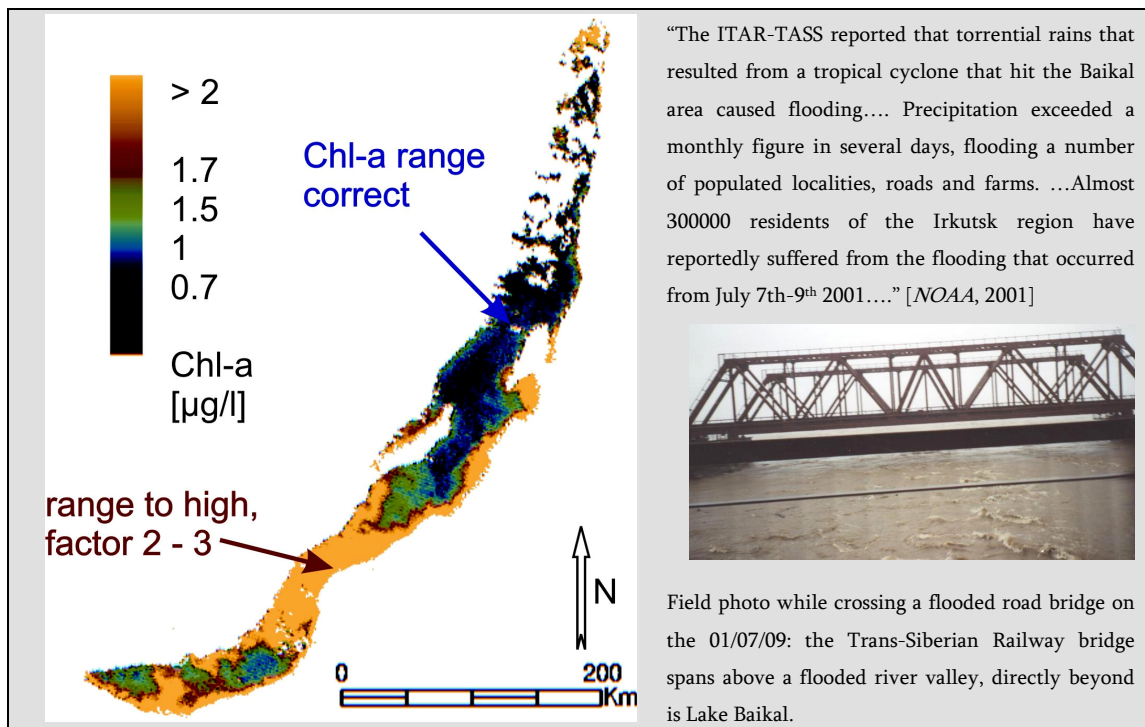 > 2
1.7
1.5
1
0.7
Chl-a
[µg/l]
Chl-a range
correct
range to high,
factor 2 - 3
N
0
200
Km
“The ITAR-TASS reported that torrential rains that
resulted from a tropical cyclone that hit the Baikal
area caused flooding…. Precipitation exceeded a
monthly figure in several days, flooding a number
of populated localities, roads and farms. …Almost
300000 residents of the Irkutsk region have
reportedly suffered from the flooding that occurred
from July 7th-9th 2001….” [NOAA, 2001]
Field photo while crossing a flooded road bridge on
the 01/07/09: the Trans-Siberian Railway bridge
spans above a flooded river valley, directly beyond
is Lake Baikal.